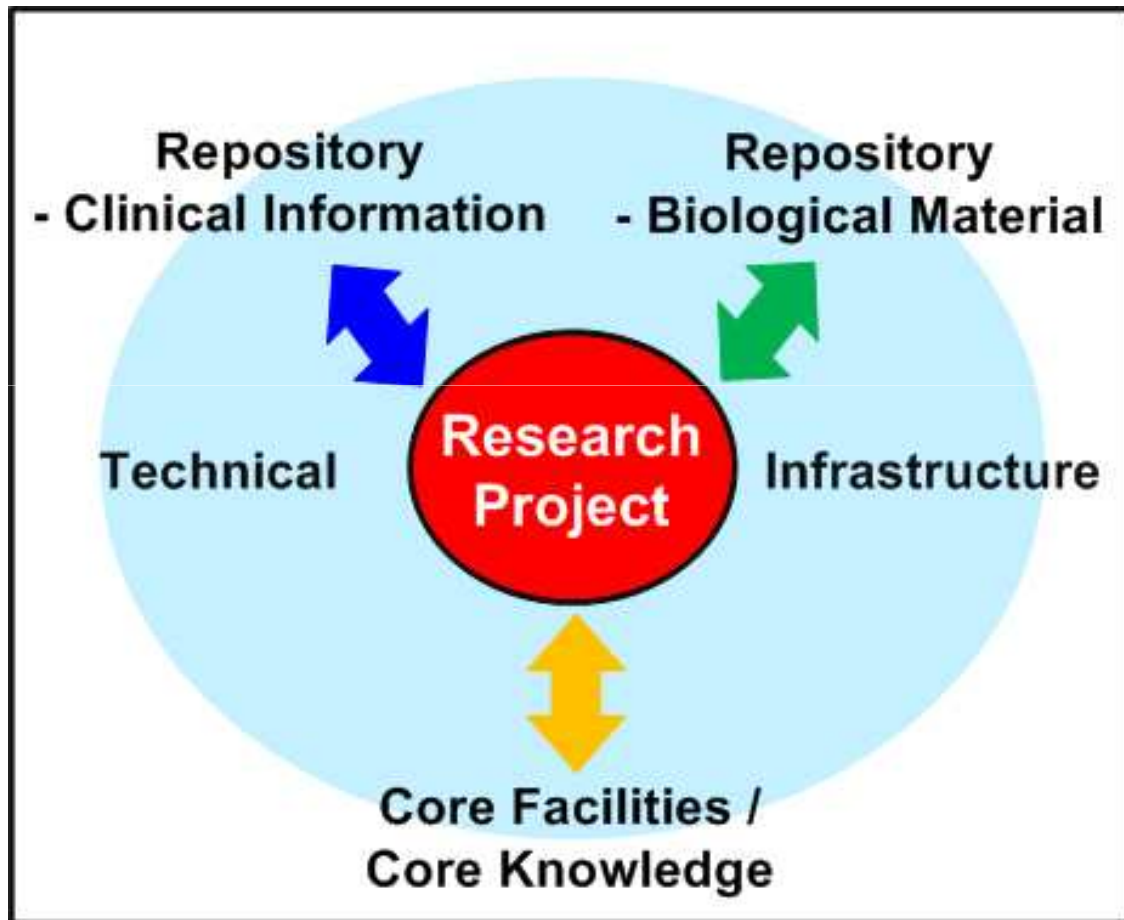 Repository
- Clinical Information
Repository
- Biological Material
Research
Project
Technical
Infrastructure
Core Facilities /
Core Knowledge